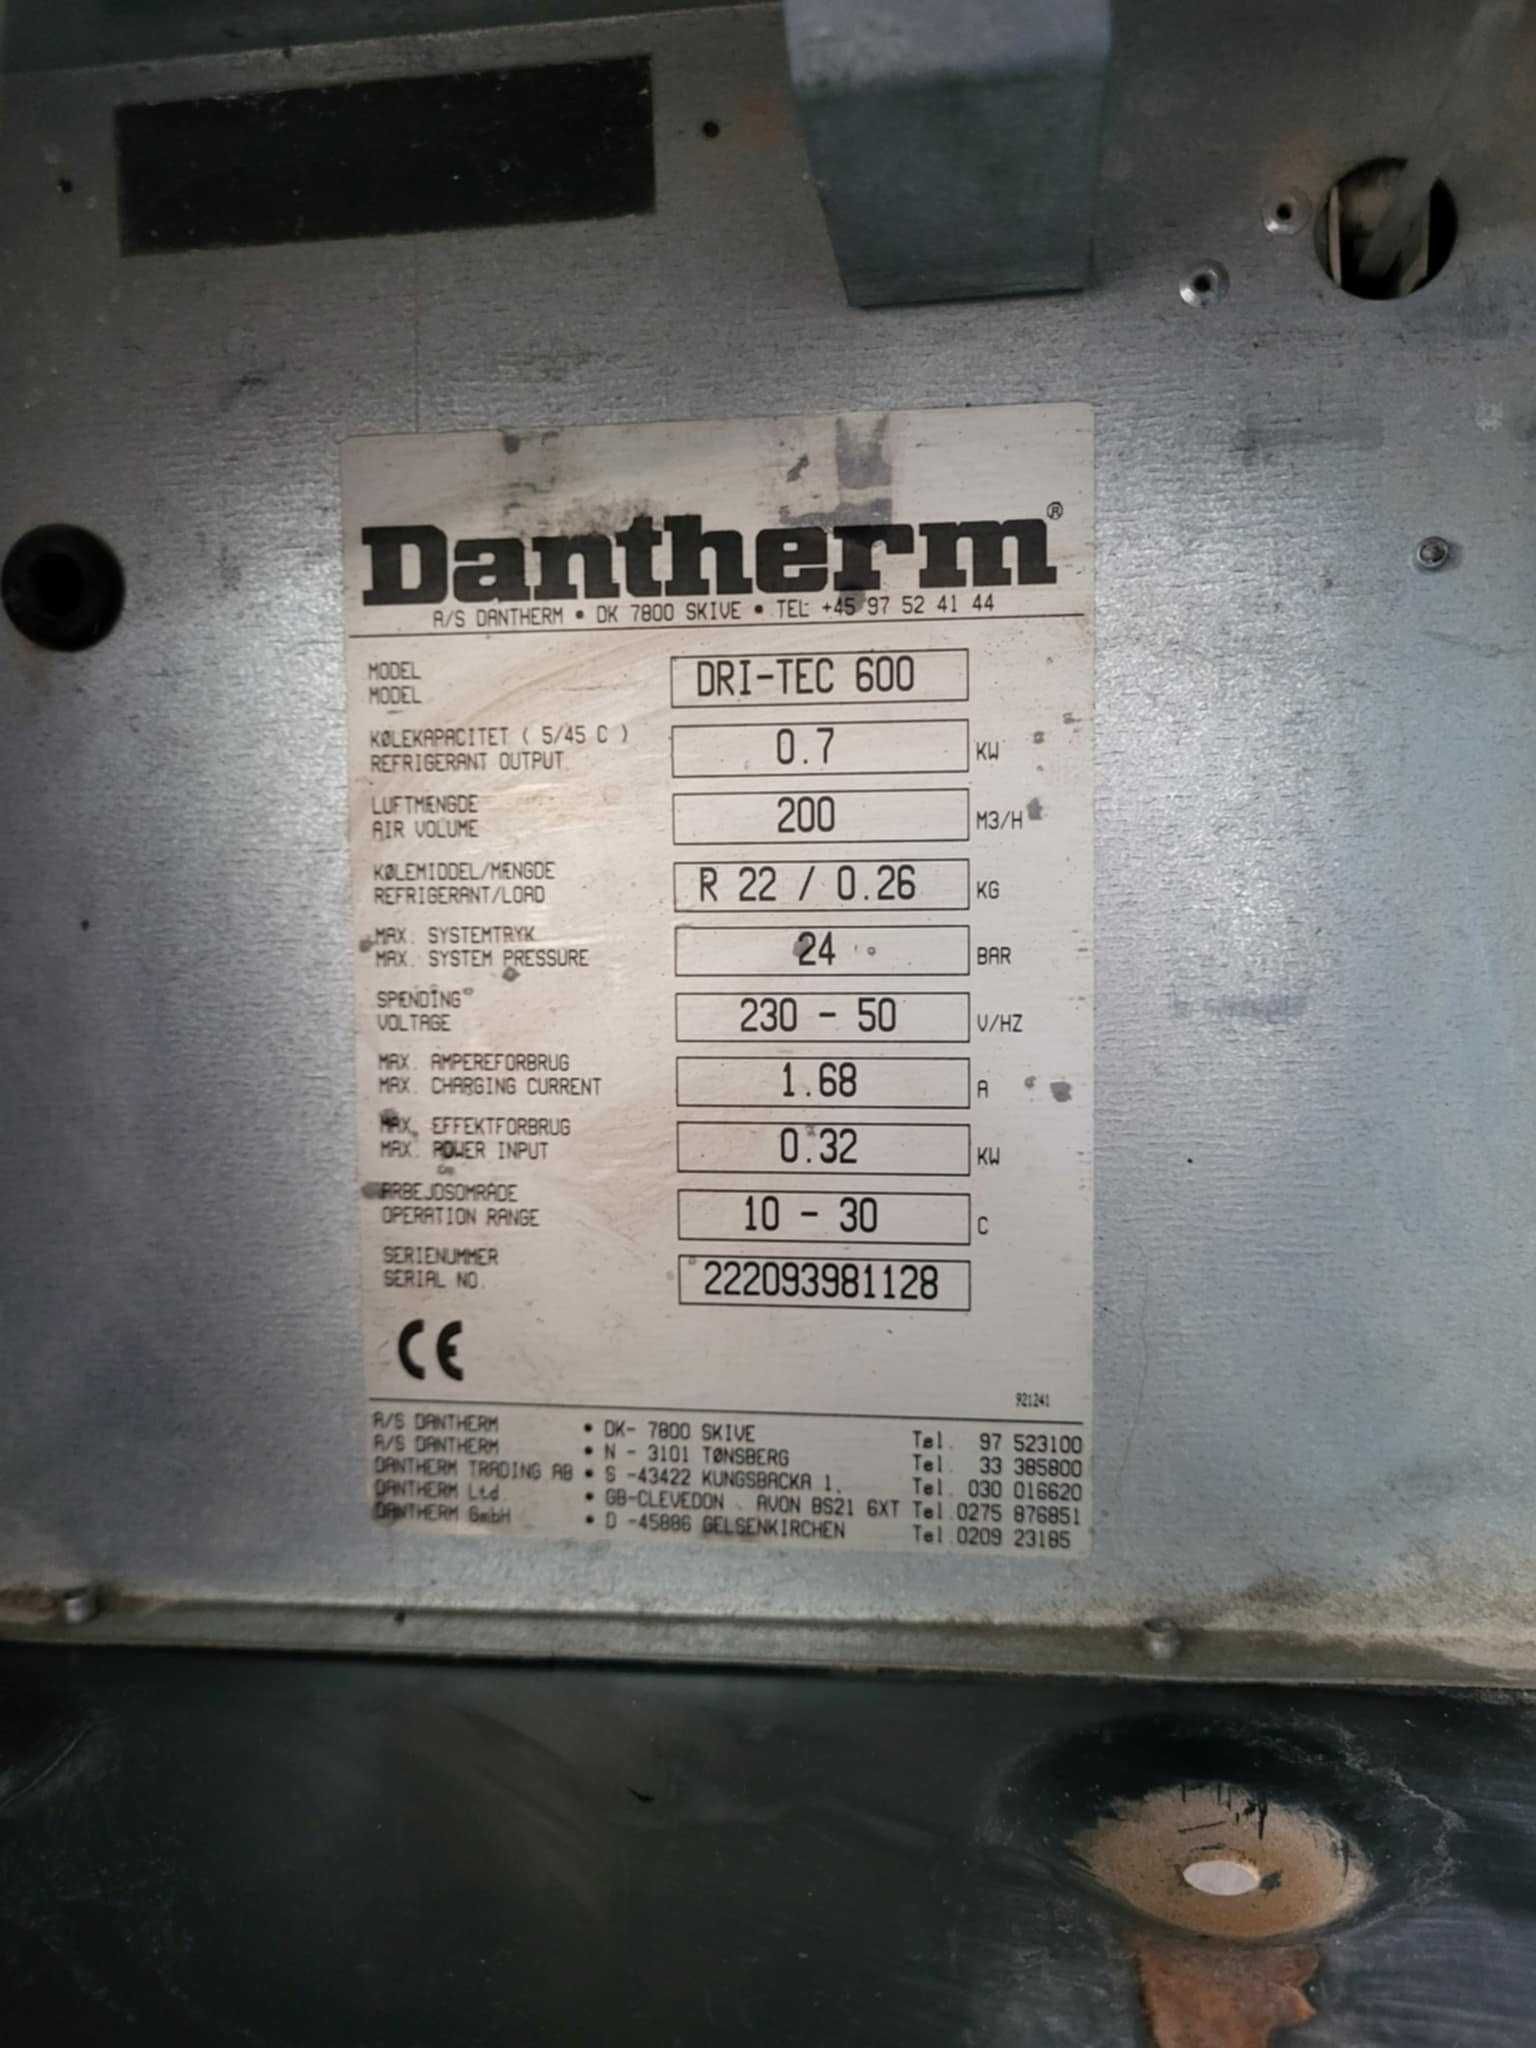 Dantherm®
A/S DANTHERM • DK 7800 SKIVE • TEL +45 97 52 41 44
MODEL
MODEL
DRI-TEC 600
KØLEKAPACITET ( 5/45 C )
REFRIGERANT OUTPUT
0.7 KW
LUFTMÆNGDE
AIR VOLUME
200 M3/H
KØLEMIDDEL/MÆNGDE
REFRIGERANT/LOAD
R 22 / 0.26 KG
MAX. SYSTEMTRYK
MAX. SYSTEM PRESSURE
24 BAR
SPÆNDING
VOLTAGE
230 - 50 V/HZ
MAX. AMPEREFORBRUG
MAX. CHARGING CURRENT
1.68 A
MAX. EFFEKTFORBRUG
MAX. POWER INPUT
0.32 KW
ARBEJDSOMRÅDE
OPERATION RANGE
10 - 30 C
SERIENUMMER
SERIAL NO.
222093981128
CE
921241
A/S DANTHERM • DK- 7800 SKIVE Tel. 97 523100
A/S DANTHERM • N - 3101 TØNSBERG Tel. 33 385800
DANTHERM TRADING AB • S -43422 KUNGSBACKA 1. Tel. 030 016620
DANTHERM Ltd. • GB-CLEVEDON . AVON BS21 6XT Tel.0275 876851
DANTHERM GmbH • D -45886 GELSENKIRCHEN Tel.0209 23185